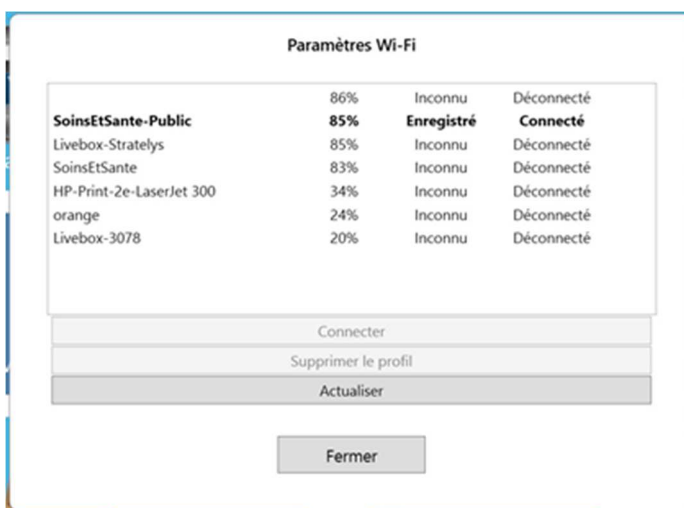 Paramètres Wi-Fi
86% Inconnu Déconnecté
SoinsEtSante-Public 85% Enregistré Connecté
Livebox-Stratelys 85% Inconnu Déconnecté
SoinsEtSante 83% Inconnu Déconnecté
HP-Print-2e-LaserJet 300 34% Inconnu Déconnecté
orange 24% Inconnu Déconnecté
Livebox-3078 20% Inconnu Déconnecté
Connecter
Supprimer le profil
Actualiser
Fermer